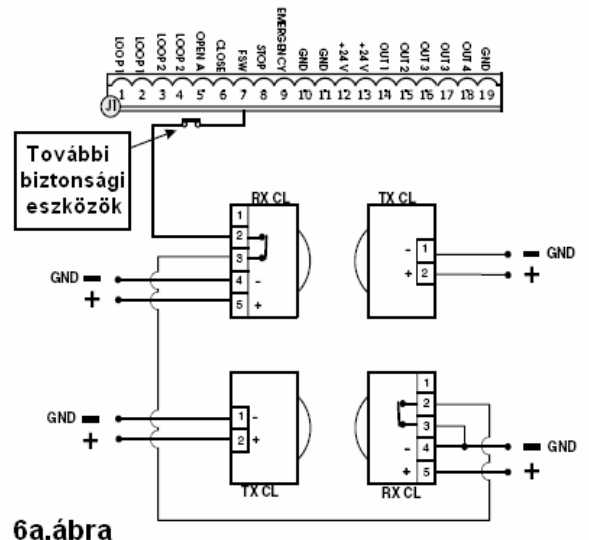 LOOP 1 LOOP 1 LOOP 2 LOOP 2 OPEN A CLOSE FSW STOP EMERGENCY GND GND +24 V +24 V OUT 1 OUT 2 OUT 3 OUT 3 OUT 4 GND
1 2 3 4 5 6 7 8 9 10 11 12 13 14 15 16 17 18 19
J1
További
biztonsági
eszközök
RX CL
1
2
3
4 -
5 +
GND -
+
TX CL
- 1
+ 2
- GND
+
GND -
+
1 -
2 +
TX CL
1
2
3
- 4
+ 5
RX CL
- GND
+
6a.ábra